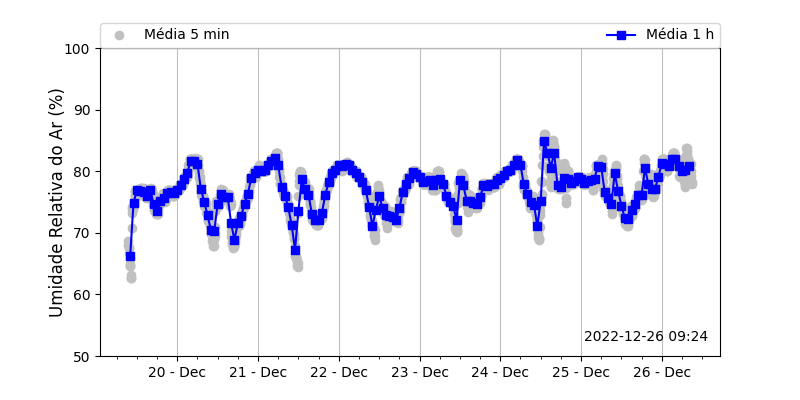 Média 5 min Média 1 h
100
90
80
70
60
50
Umidade Relativa do Ar (%)
2022-12-26 09:24
20 - Dec 21 - Dec 22 - Dec 23 - Dec 24 - Dec 25 - Dec 26 - Dec